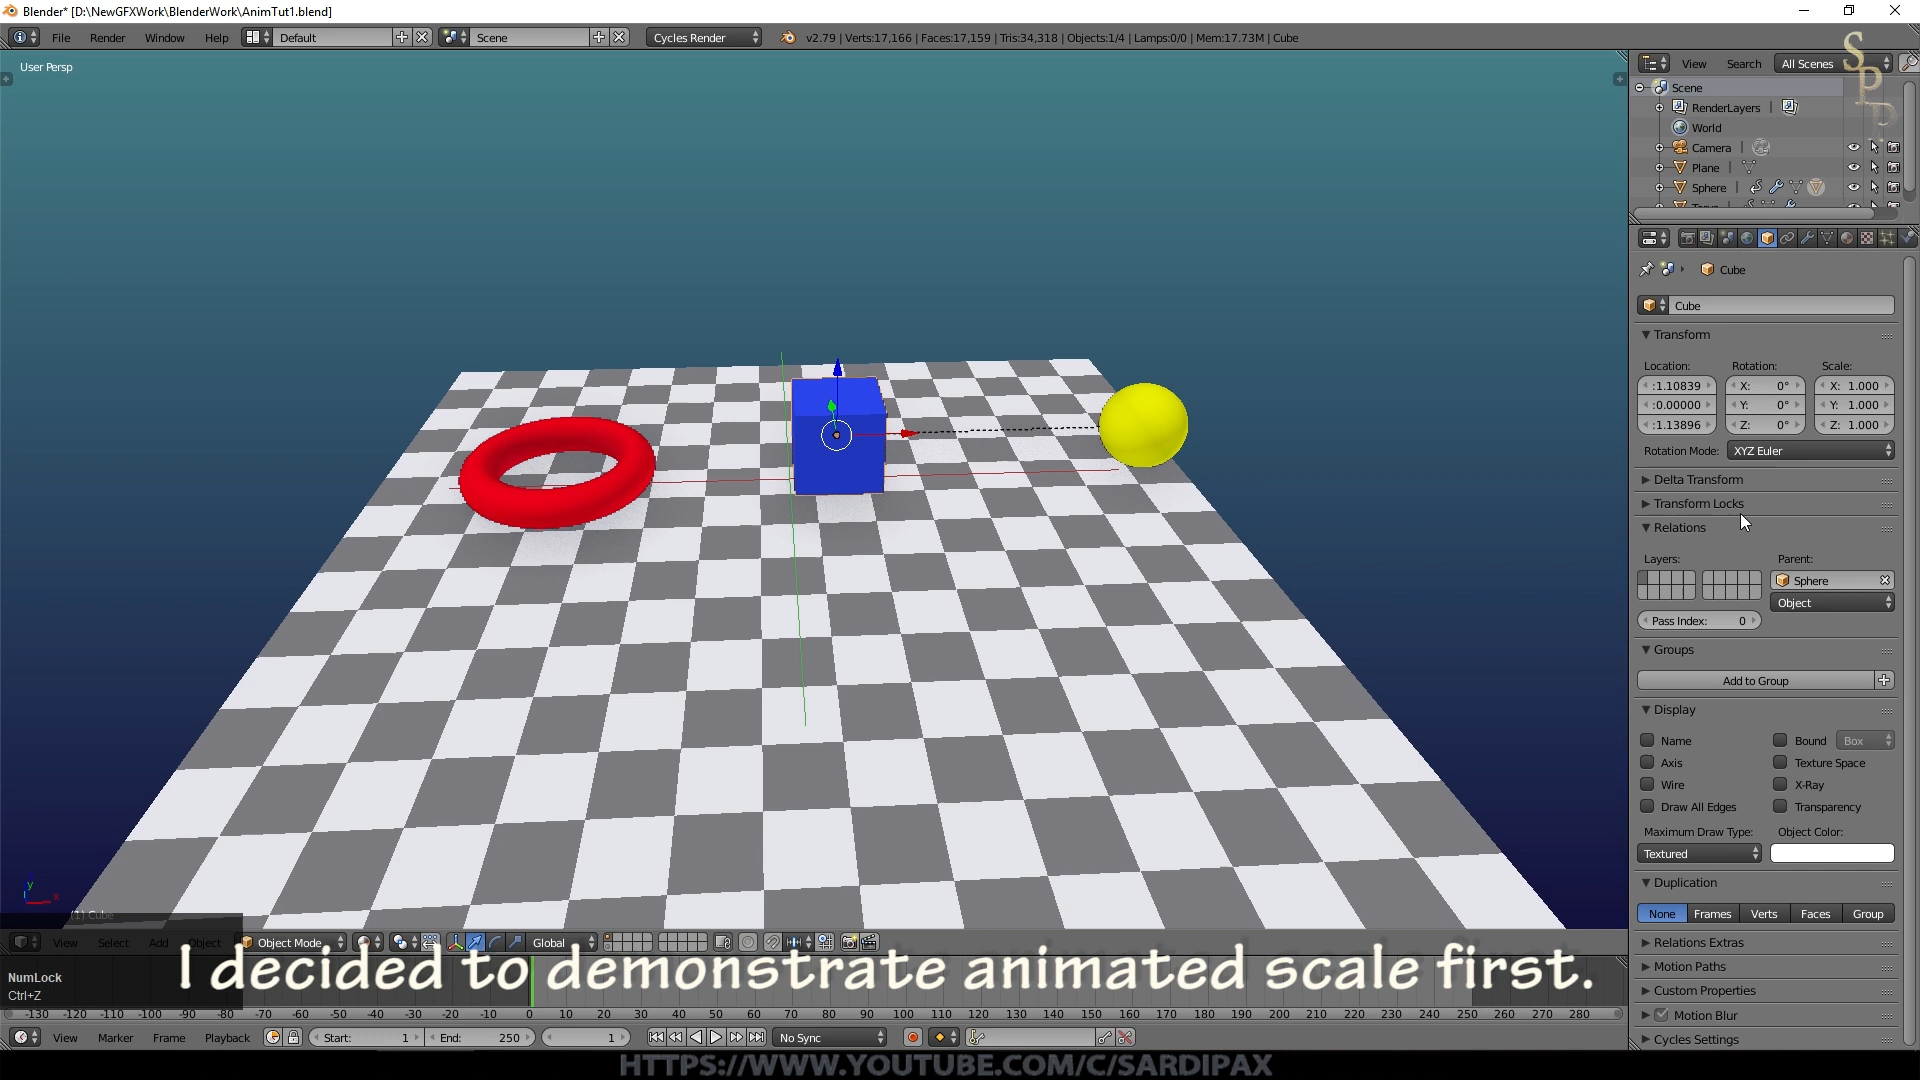 Blender* [D:\NewGFXWork\BlenderWork\AnimTut1.blend]
File Render Window Help Default Scene Cycles Render v2.79 | Verts:17,166 | Faces:17,159 | Tris:34,318 | Objects:1/4 | Lamps:0/0 | Mem:17.73M | Cube
User Persp
View Search All Scenes
SPD
Scene
RenderLayers
World
Camera
Plane
Sphere
Cube
Cube
Transform
Location: Rotation: Scale:
:1.10839 X: 0° X: 1.000
:0.00000 Y: 0° Y: 1.000
:1.13896 Z: 0° Z: 1.000
Rotation Mode: XYZ Euler
Delta Transform
Transform Locks
Relations
Layers: Parent:
Sphere
Object
Pass Index: 0
Groups
Add to Group
Display
Name Bound Box
Axis Texture Space
Wire X-Ray
Draw All Edges Transparency
Maximum Draw Type: Object Color:
Textured
Duplication
None Frames Verts Faces Group
Relations Extras
Motion Paths
Custom Properties
Motion Blur
Cycles Settings
y
x
(1) Cube
View Select Add Object Object Mode Global
I decided to demonstrate animated scale first.
NumLock
Ctrl+Z
-130 -120 -110 -100 -90 -80 -70 -60 -50 -40 -30 -20 -10 0 10 20 30 40 50 60 70 80 90 100 110 120 130 140 150 160 170 180 190 200 210 220 230 240 250 260 270 280
View Marker Frame Playback Start: 1 End: 250 1 No Sync
HTTPS://WWW.YOUTUBE.COM/C/SARDIPAX